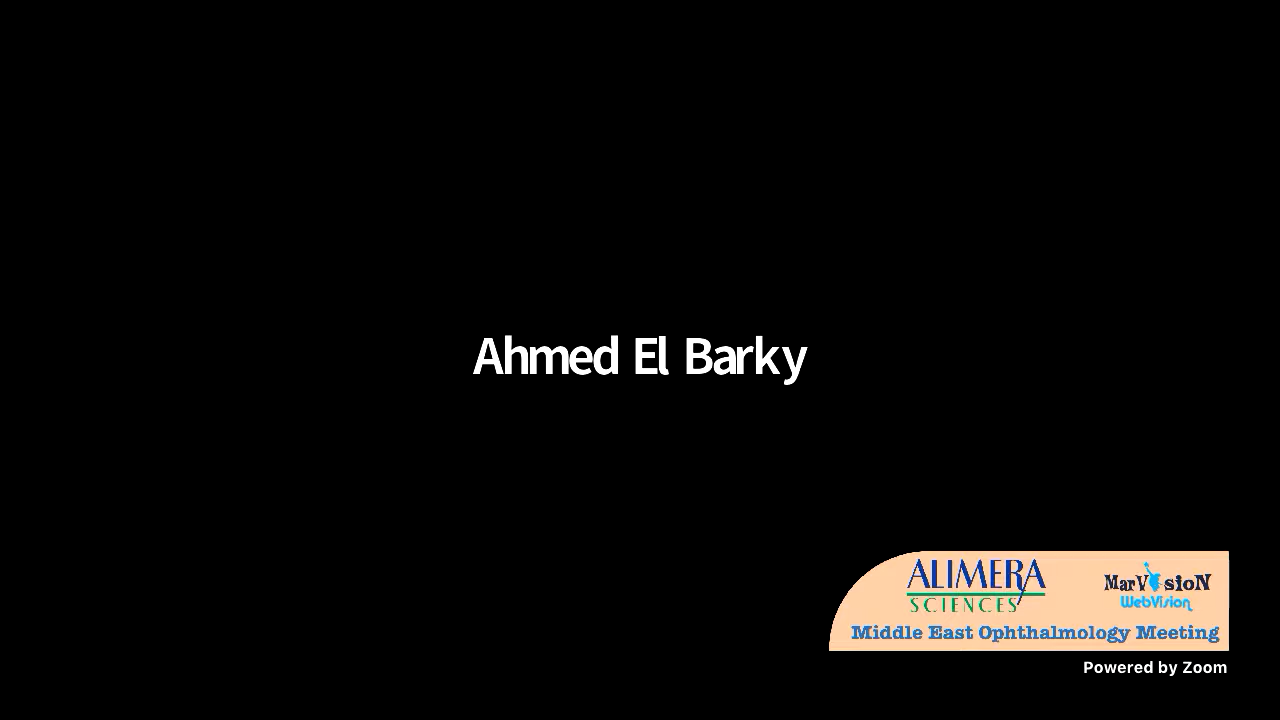 Ahmed El Barky
ALIMERA
SCIENCES
MarVisioN
WebVision
Middle East Ophthalmology Meeting
Powered by Zoom